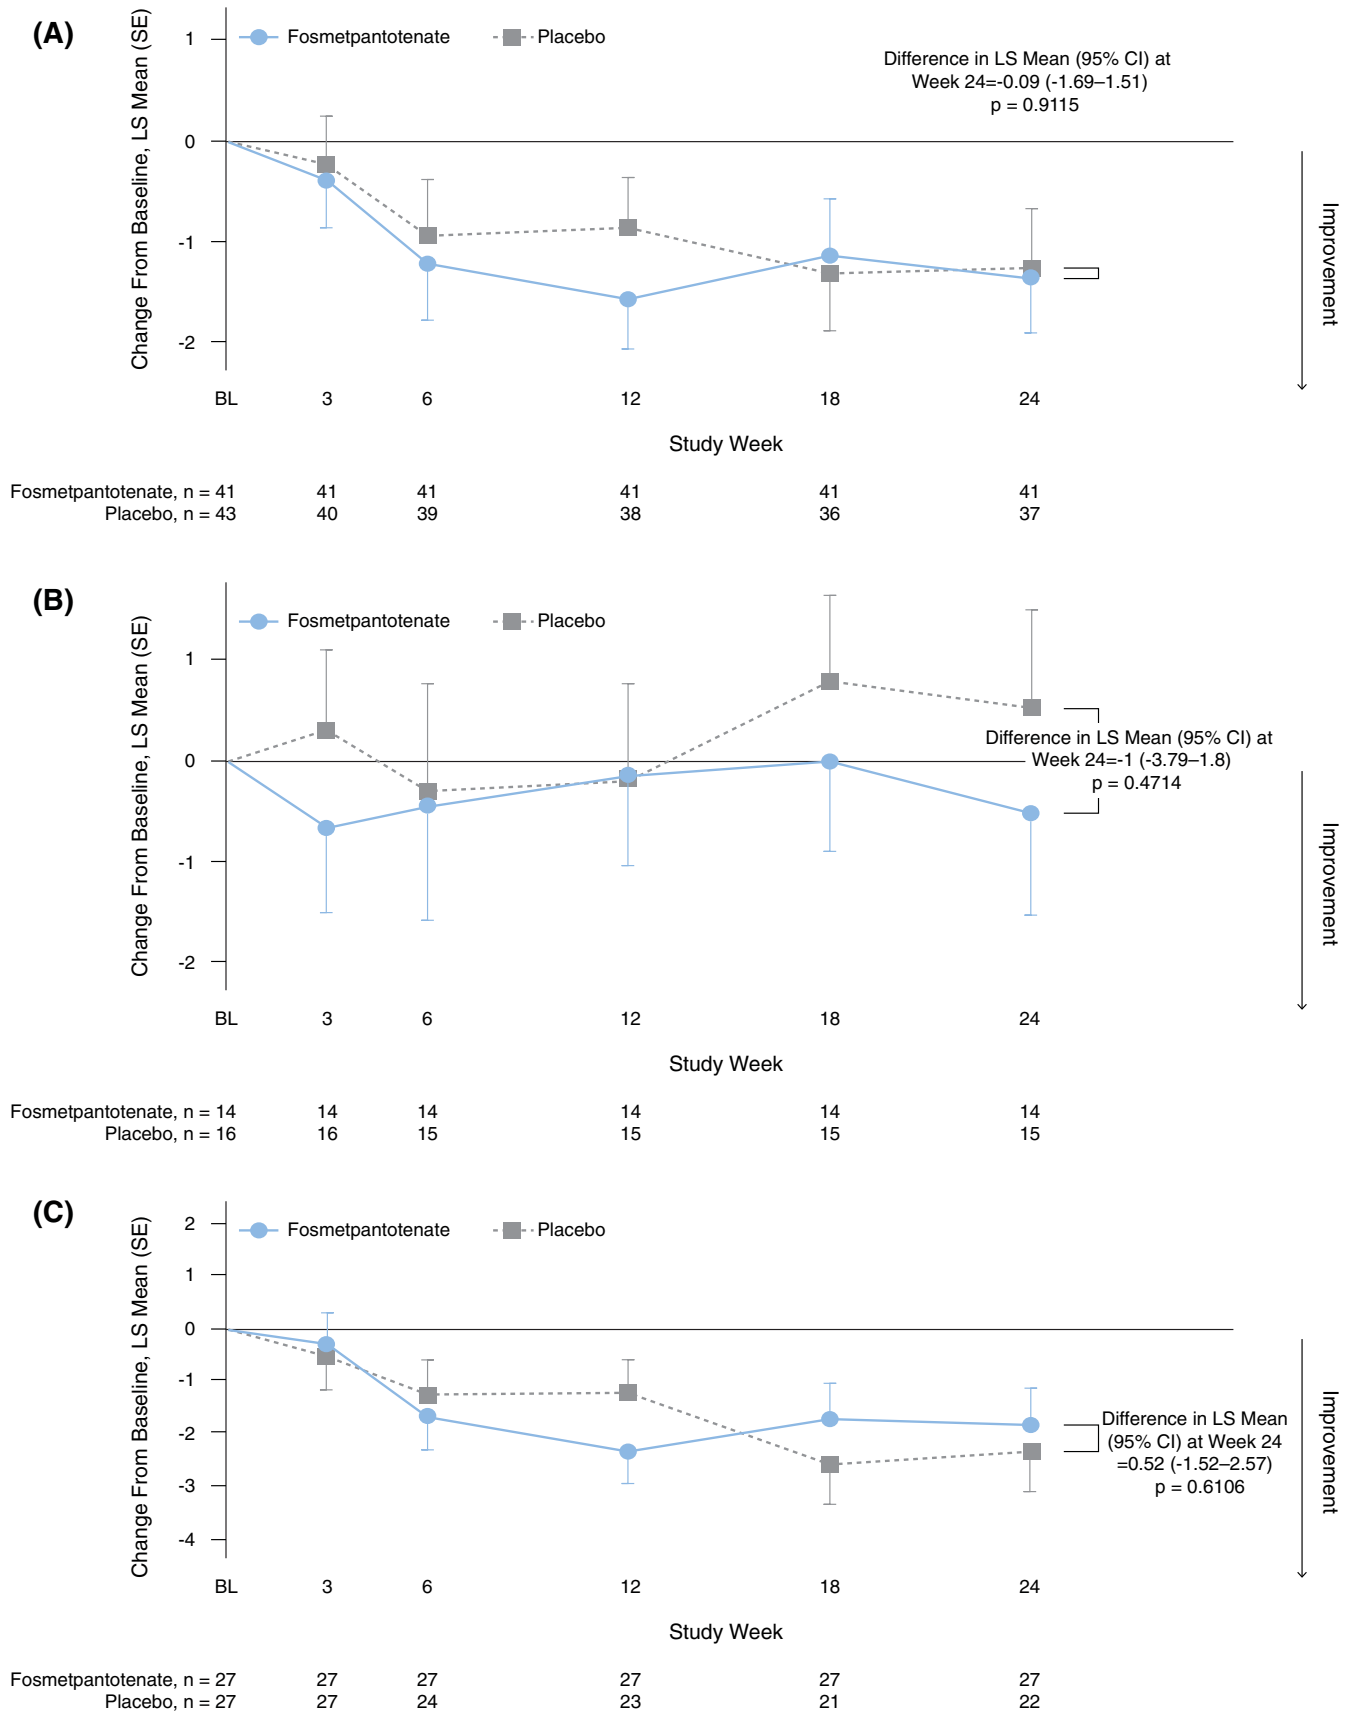 (A)
Change From Baseline, LS Mean (SE)
Fosmetpantotenate
Placebo
Difference in LS Mean (95% CI) at
Week 24=-0.09 (-1.69–1.51)
p = 0.9115
1
0
-1
-2
Improvement
BL 3 6 12 18 24
Study Week
Fosmetpantotenate, n = 41 41 41 41 41 41
Placebo, n = 43 40 39 38 36 37
(B)
Change From Baseline, LS Mean (SE)
Fosmetpantotenate
Placebo
1
0
-1
-2
Difference in LS Mean (95% CI) at
Week 24=-1 (-3.79–1.8)
p = 0.4714
Improvement
BL 3 6 12 18 24
Study Week
Fosmetpantotenate, n = 14 14 14 14 14 14
Placebo, n = 16 16 15 15 15 15
(C)
Change From Baseline, LS Mean (SE)
Fosmetpantotenate
Placebo
2
1
0
-1
-2
-3
-4
Difference in LS Mean
(95% CI) at Week 24
=0.52 (-1.52–2.57)
p = 0.6106
Improvement
BL 3 6 12 18 24
Study Week
Fosmetpantotenate, n = 27 27 27 27 27 27
Placebo, n = 27 27 24 23 21 22